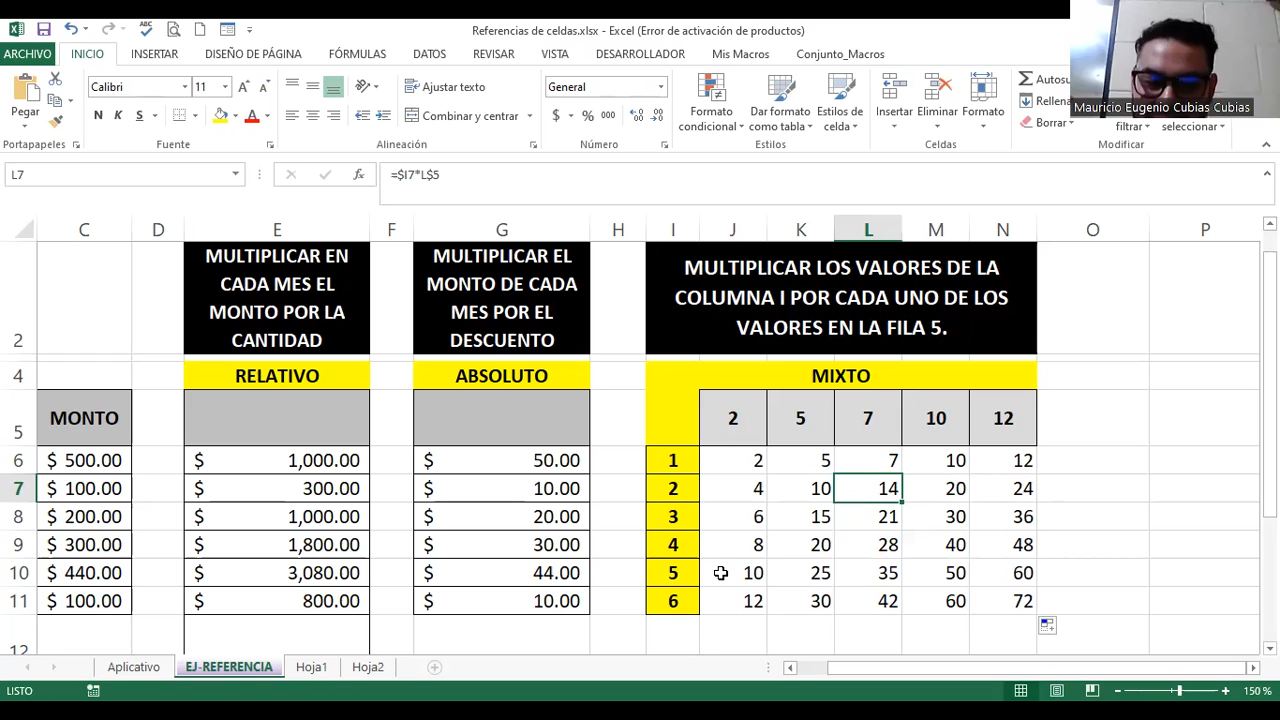 Referencias de celdas.xlsx - Excel (Error de activación de productos)
ARCHIVO INICIO INSERTAR DISEÑO DE PÁGINA FÓRMULAS DATOS REVISAR VISTA DESARROLLADOR Mis Macros Conjunto_Macros
Pegar
Calibri 11
N K S
Ajustar texto
Combinar y centrar
General
$ % 000
Formato condicional
Dar formato como tabla
Estilos de celda
Insertar Eliminar Formato
Autosu
Rellena
Borrar
filtrar
seleccionar
Mauricio Eugenio Cubias Cubias
Portapapeles Fuente Alineación Número Estilos Celdas Modificar
L7 =$I7*L$5
C D E F G H I J K L M N O P
2 MULTIPLICAR EN CADA MES EL MONTO POR LA CANTIDAD
MULTIPLICAR EL MONTO DE CADA MES POR EL DESCUENTO
MULTIPLICAR LOS VALORES DE LA COLUMNA I POR CADA UNO DE LOS VALORES EN LA FILA 5.
4 RELATIVO ABSOLUTO MIXTO
5 MONTO 2 5 7 10 12
6 $ 500.00 $ 1,000.00 $ 50.00 1 2 5 7 10 12
7 $ 100.00 $ 300.00 $ 10.00 2 4 10 14 20 24
8 $ 200.00 $ 1,000.00 $ 20.00 3 6 15 21 30 36
9 $ 300.00 $ 1,800.00 $ 30.00 4 8 20 28 40 48
10 $ 440.00 $ 3,080.00 $ 44.00 5 10 25 35 50 60
11 $ 100.00 $ 800.00 $ 10.00 6 12 30 42 60 72
12
Aplicativo EJ-REFERENCIA Hoja1 Hoja2
LISTO 150 %